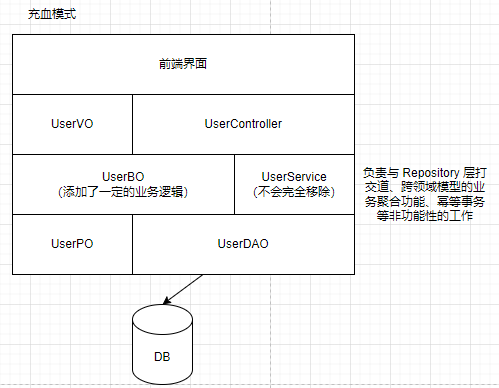 充血模式
前端界面
UserVO
UserController
UserBO
(添加了一定的业务逻辑)
UserService
(不会完全移除)
负责与 Repository 层打
交道、跨领域模型的业
务聚合功能、幂等事务
等非功能性的工作
UserPO
UserDAO
DB